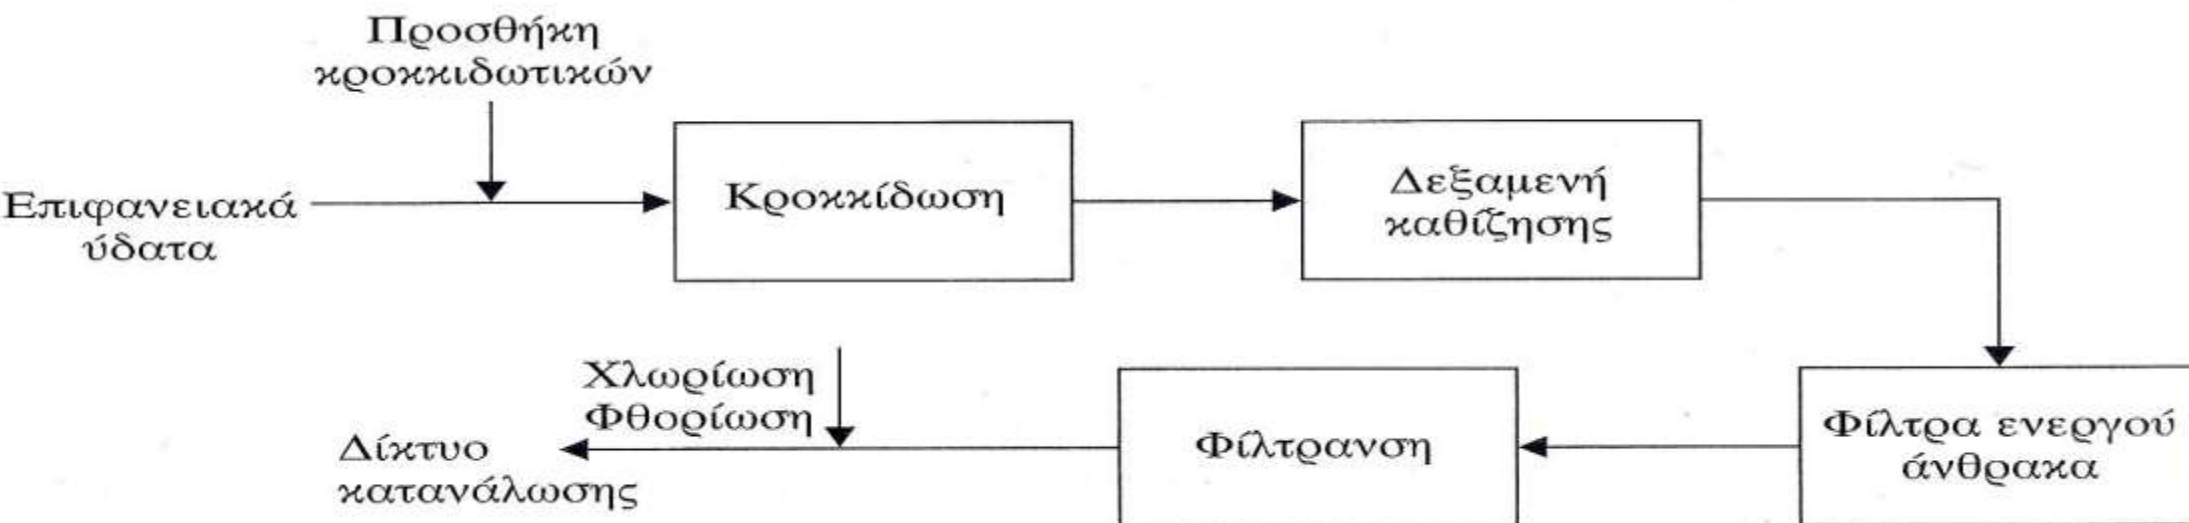 Προσθήκη
κροκκιδωτικών
Επιφανειακά
ύδατα
Κροκκίδωση
Δεξαμενή
καθίζησης
Φίλτρα ενεργού
άνθρακα
Φίλτρανση
Χλωρίωση
Φθορίωση
Δίκτυο
κατανάλωσης